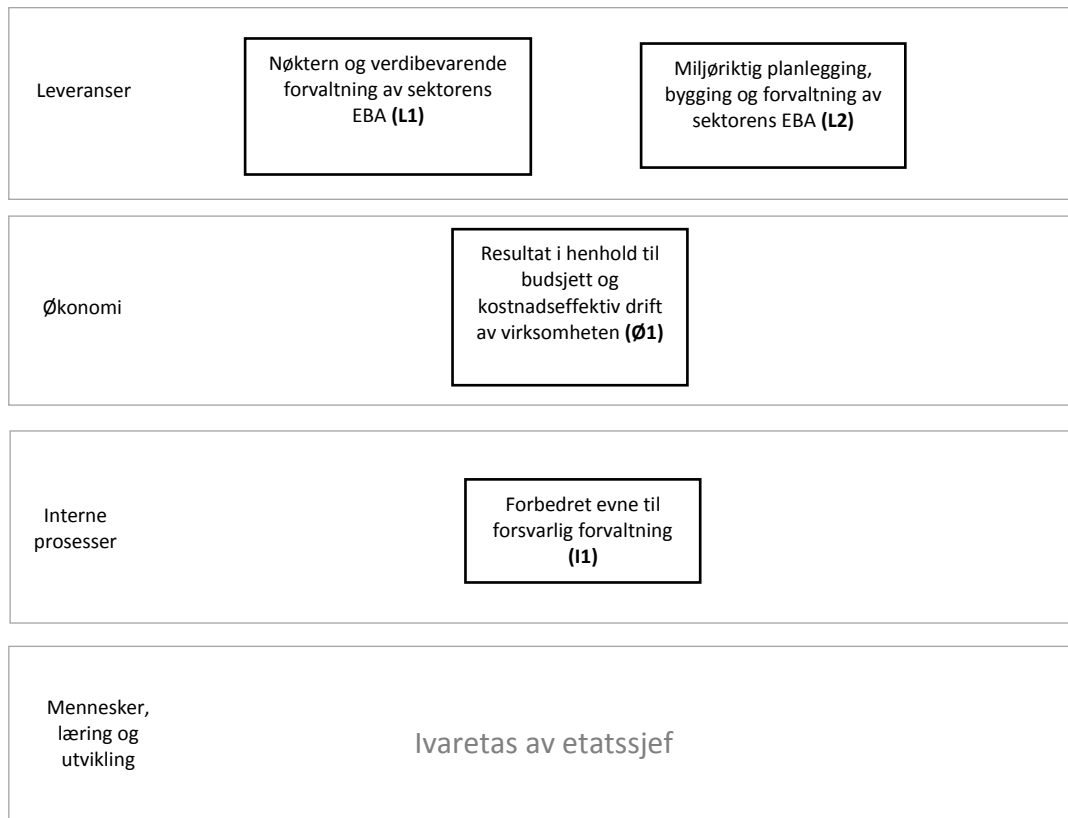 Leveranser
Nøktern og verdibevarende
forvaltning av sektorens
EBA (L1)
Miljøriktig planlegging,
bygging og forvaltning av
sektorens EBA (L2)
Økonomi
Resultat i henhold til
budsjett og
kostnadseffektiv drift
av virksomheten (Ø1)
Interne
prosesser
Forbedret evne til
forsvarlig forvaltning
(I1)
Mennesker,
læring og
utvikling
Ivaretas av etatssjef